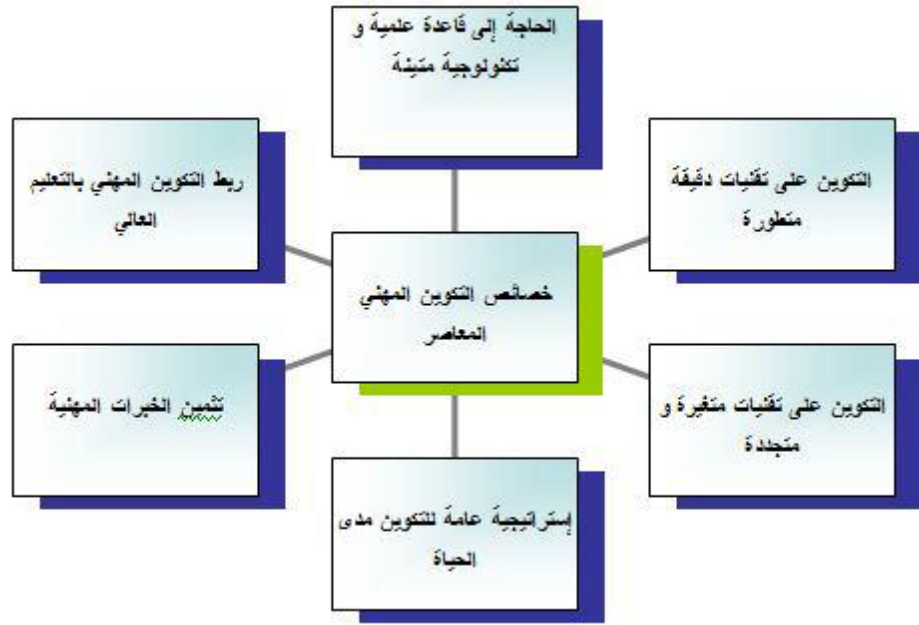 الحاجة إلى قاعدة علمية و
تكنولوجية متينة
التكوين على تقنيات دقيقة
متطورة
ربط التكوين المهني بالتعليم
العالي
خصائص التكوين المهني
المعاصر
التكوين على تقنيات متغيرة و
متجددة
تثمين الخبرات المهنية
إستراتيجية عامة للتكوين مدى
الحياة